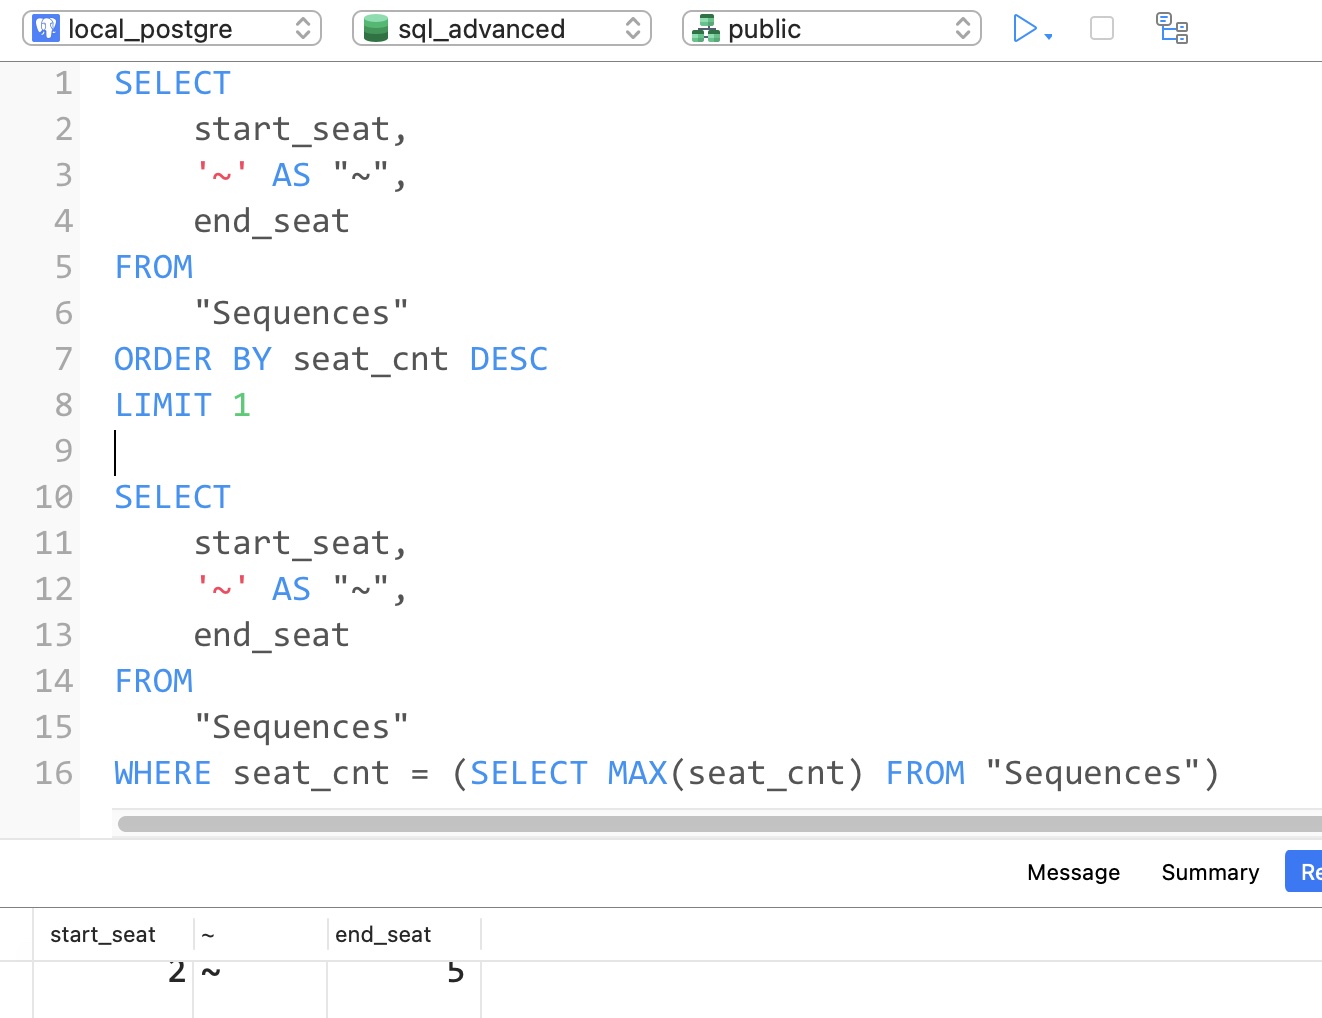 local_postgre sql_advanced public
1 SELECT
2 start_seat,
3 '~' AS "~",
4 end_seat
5 FROM
6 "Sequences"
7 ORDER BY seat_cnt DESC
8 LIMIT 1
9
10 SELECT
11 start_seat,
12 '~' AS "~",
13 end_seat
14 FROM
15 "Sequences"
16 WHERE seat_cnt = (SELECT MAX(seat_cnt) FROM "Sequences")
Message Summary Re
start_seat ~ end_seat
2 ~ 5